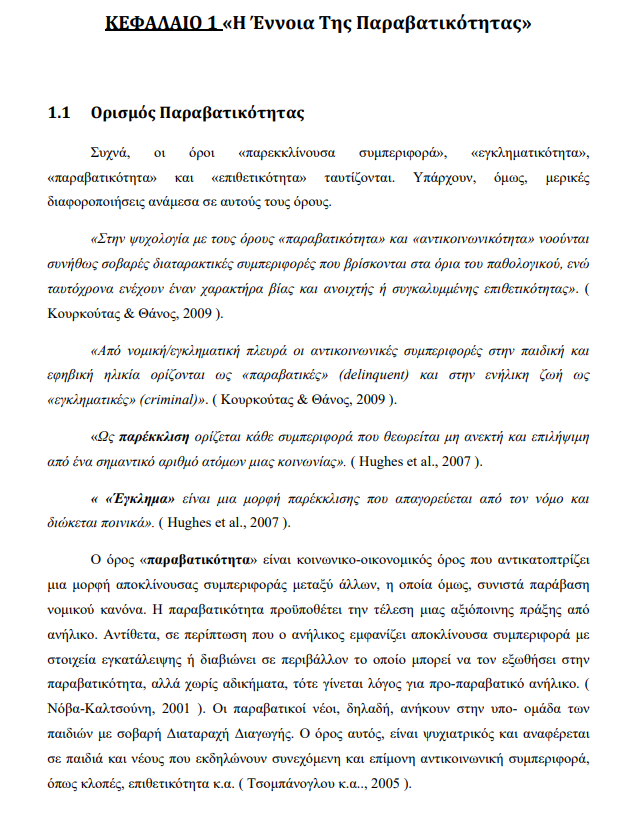 ΚΕΦΑΛΑΙΟ 1 «Η Έννοια Της Παραβατικότητας»
1.1 Ορισμός Παραβατικότητας
Συχνά, οι όροι «παρεκκλίνουσα συμπεριφορά», «εγκληματικότητα»,
«παραβατικότητα» και «επιθετικότητα» ταυτίζονται. Υπάρχουν, όμως, μερικές
διαφοροποιήσεις ανάμεσα σε αυτούς τους όρους.
«Στην ψυχολογία με τους όρους «παραβατικότητα» και «αντικοινωνικότητα» νοούνται
συνήθως σοβαρές διαταρακτικές συμπεριφορές που βρίσκονται στα όρια του παθολογικού, ενώ
ταυτόχρονα ενέχουν έναν χαρακτήρα βίας και ανοιχτής ή συγκαλυμμένης επιθετικότητας». (
Κουρκούτας & Θάνος, 2009 ).
«Από νομική/εγκληματική πλευρά οι αντικοινωνικές συμπεριφορές στην παιδική και
εφηβική ηλικία ορίζονται ως «παραβατικές» (delinquent) και στην ενήλικη ζωή ως
«εγκληματικές» (criminal)». ( Κουρκούτας & Θάνος, 2009 ).
«Ως παρέκκλιση ορίζεται κάθε συμπεριφορά που θεωρείται μη ανεκτή και επιλήψιμη
από ένα σημαντικό αριθμό ατόμων μιας κοινωνίας». ( Hughes et al., 2007 ).
« «Έγκλημα» είναι μια μορφή παρέκκλισης που απαγορεύεται από τον νόμο και
διώκεται ποινικά». ( Hughes et al., 2007 ).
Ο όρος «παραβατικότητα» είναι κοινωνικο-οικονομικός όρος που αντικατοπτρίζει
μια μορφή αποκλίνουσας συμπεριφοράς μεταξύ άλλων, η οποία όμως, συνιστά παράβαση
νομικού κανόνα. Η παραβατικότητα προϋποθέτει την τέλεση μιας αξιόποινης πράξης από
ανήλικο. Αντίθετα, σε περίπτωση που ο ανήλικος εμφανίζει αποκλίνουσα συμπεριφορά με
στοιχεία εγκατάλειψης ή διαβιώνει σε περιβάλλον το οποίο μπορεί να τον εξωθήσει στην
παραβατικότητα, αλλά χωρίς αδικήματα, τότε γίνεται λόγος για προ-παραβατικό ανήλικο. (
Νόβα-Καλτσούνη, 2001 ). Οι παραβατικοί νέοι, δηλαδή, ανήκουν στην υπο- ομάδα των
παιδιών με σοβαρή Διαταραχή Διαγωγής. Ο όρος αυτός, είναι ψυχιατρικός και αναφέρεται
σε παιδιά και νέους που εκδηλώνουν συνεχόμενη και επίμονη αντικοινωνική συμπεριφορά,
όπως κλοπές, επιθετικότητα κ.α. ( Τσομπάνογλου κ.α.., 2005 ).